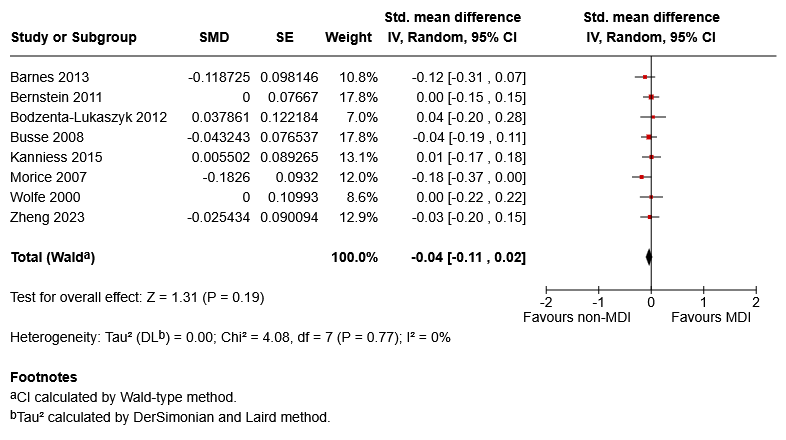 Std. mean difference Std. mean difference
Study or Subgroup SMD SE Weight IV, Random, 95% CI IV, Random, 95% CI
Barnes 2013 -0.118725 0.098146 10.8% -0.12 [-0.31 , 0.07]
Bernstein 2011 0 0.07667 17.8% 0.00 [-0.15 , 0.15]
Bodzenta-Lukaszyk 2012 0.037861 0.122184 7.0% 0.04 [-0.20 , 0.28]
Busse 2008 -0.043243 0.076537 17.8% -0.04 [-0.19 , 0.11]
Kanniess 2015 0.005502 0.089265 13.1% 0.01 [-0.17 , 0.18]
Morice 2007 -0.1826 0.0932 12.0% -0.18 [-0.37 , 0.00]
Wolfe 2000 0 0.10993 8.6% 0.00 [-0.22 , 0.22]
Zheng 2023 -0.025434 0.090094 12.9% -0.03 [-0.20 , 0.15]
Total (Waldᵃ) 100.0% -0.04 [-0.11 , 0.02]
Test for overall effect: Z = 1.31 (P = 0.19)
-2 -1 0 1 2
Favours non-MDI Favours MDI
Heterogeneity: Tau² (DLᵇ) = 0.00; Chi² = 4.08, df = 7 (P = 0.77); I² = 0%
Footnotes
ᵃCI calculated by Wald-type method.
ᵇTau² calculated by DerSimonian and Laird method.